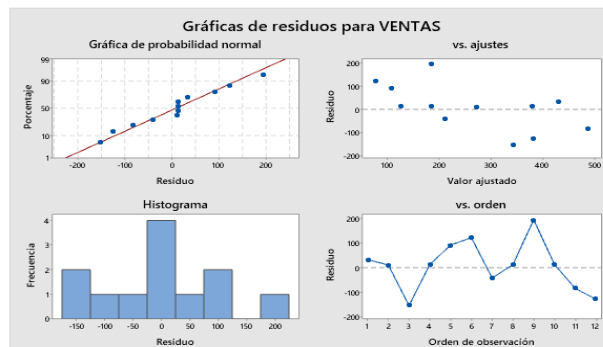 Gráficas de residuos para VENTAS
Gráfica de probabilidad normal
99
90
50
10
1
Porcentaje
-200 -100 0 100 200
Residuo
vs. ajustes
200
100
0
-100
-200
Residuo
100 200 300 400 500
Valor ajustado
Histograma
4
3
2
1
0
Frecuencia
-150 -100 -50 0 50 100 150 200
Residuo
vs. orden
200
100
0
-100
-200
Residuo
1 2 3 4 5 6 7 8 9 10 11 12
Orden de observación